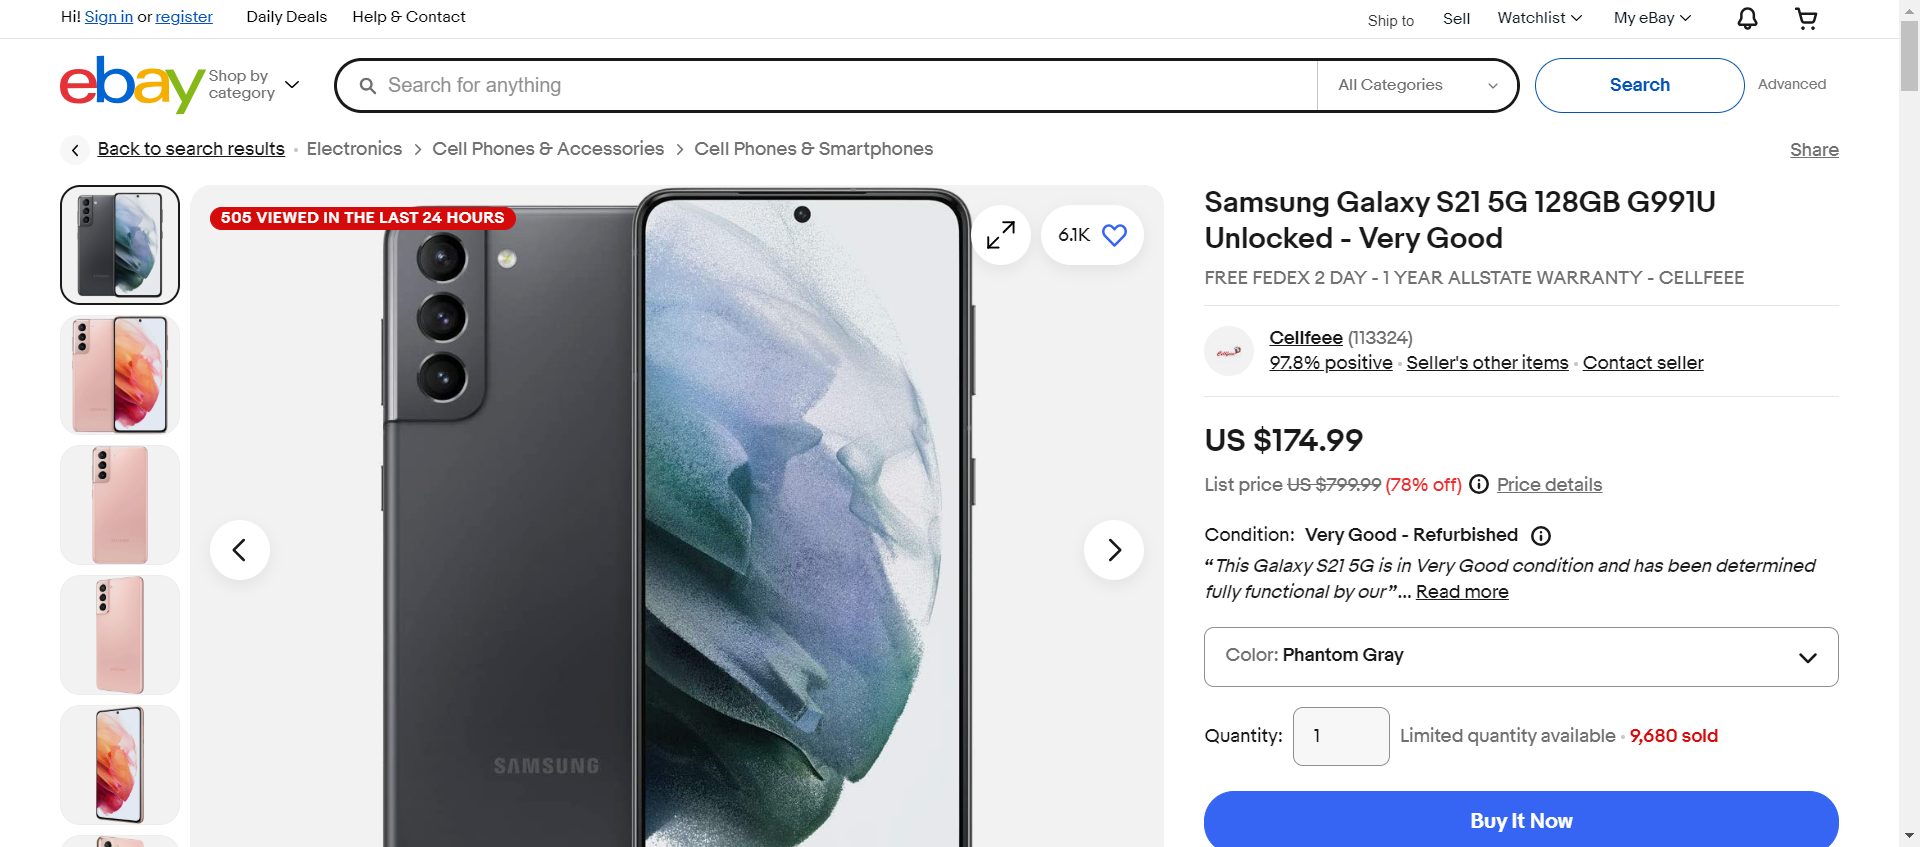 Hi! Sign in or register
Daily Deals
Help & Contact
Ship to
Sell
Watchlist
My eBay
ebay
Shop by
category
Search for anything
All Categories
Search
Advanced
Back to search results
Electronics
Cell Phones & Accessories
Cell Phones & Smartphones
Share
505 VIEWED IN THE LAST 24 HOURS
6.1K
SAMSUNG
Samsung Galaxy S21 5G 128GB G991U
Unlocked - Very Good
FREE FEDEX 2 DAY - 1 YEAR ALLSTATE WARRANTY - CELLFEEE
Cellfeee
Cellfeee (113324)
97.8% positive · Seller's other items · Contact seller
US $174.99
List price US $799.99 (78% off) Price details
Condition: Very Good - Refurbished
“This Galaxy S21 5G is in Very Good condition and has been determined
fully functional by our”... Read more
Color: Phantom Gray
Quantity: 1 Limited quantity available · 9,680 sold
Buy It Now